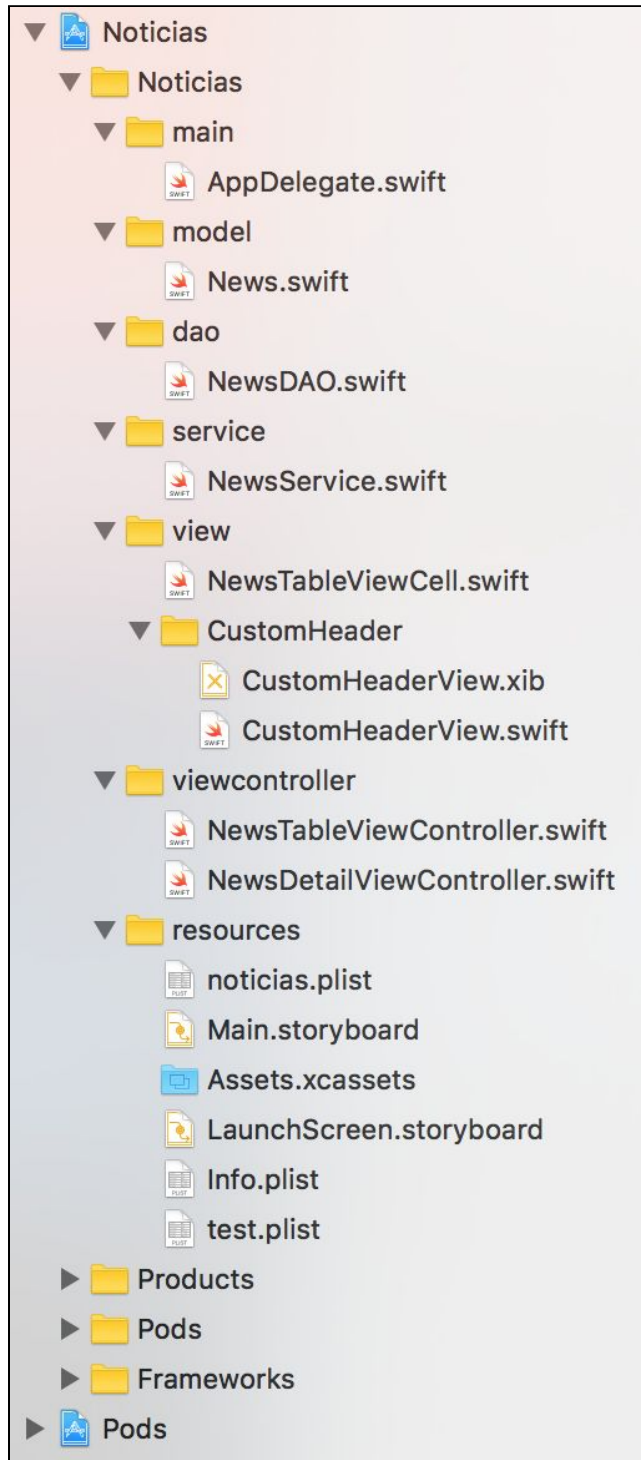 Noticias
Noticias
main
AppDelegate.swift
model
News.swift
dao
NewsDAO.swift
service
NewsService.swift
view
NewsTableViewCell.swift
CustomHeader
CustomHeaderView.xib
CustomHeaderView.swift
viewcontroller
NewsTableViewController.swift
NewsDetailViewController.swift
resources
noticias.plist
Main.storyboard
Assets.xcassets
LaunchScreen.storyboard
Info.plist
test.plist
Products
Pods
Frameworks
Pods